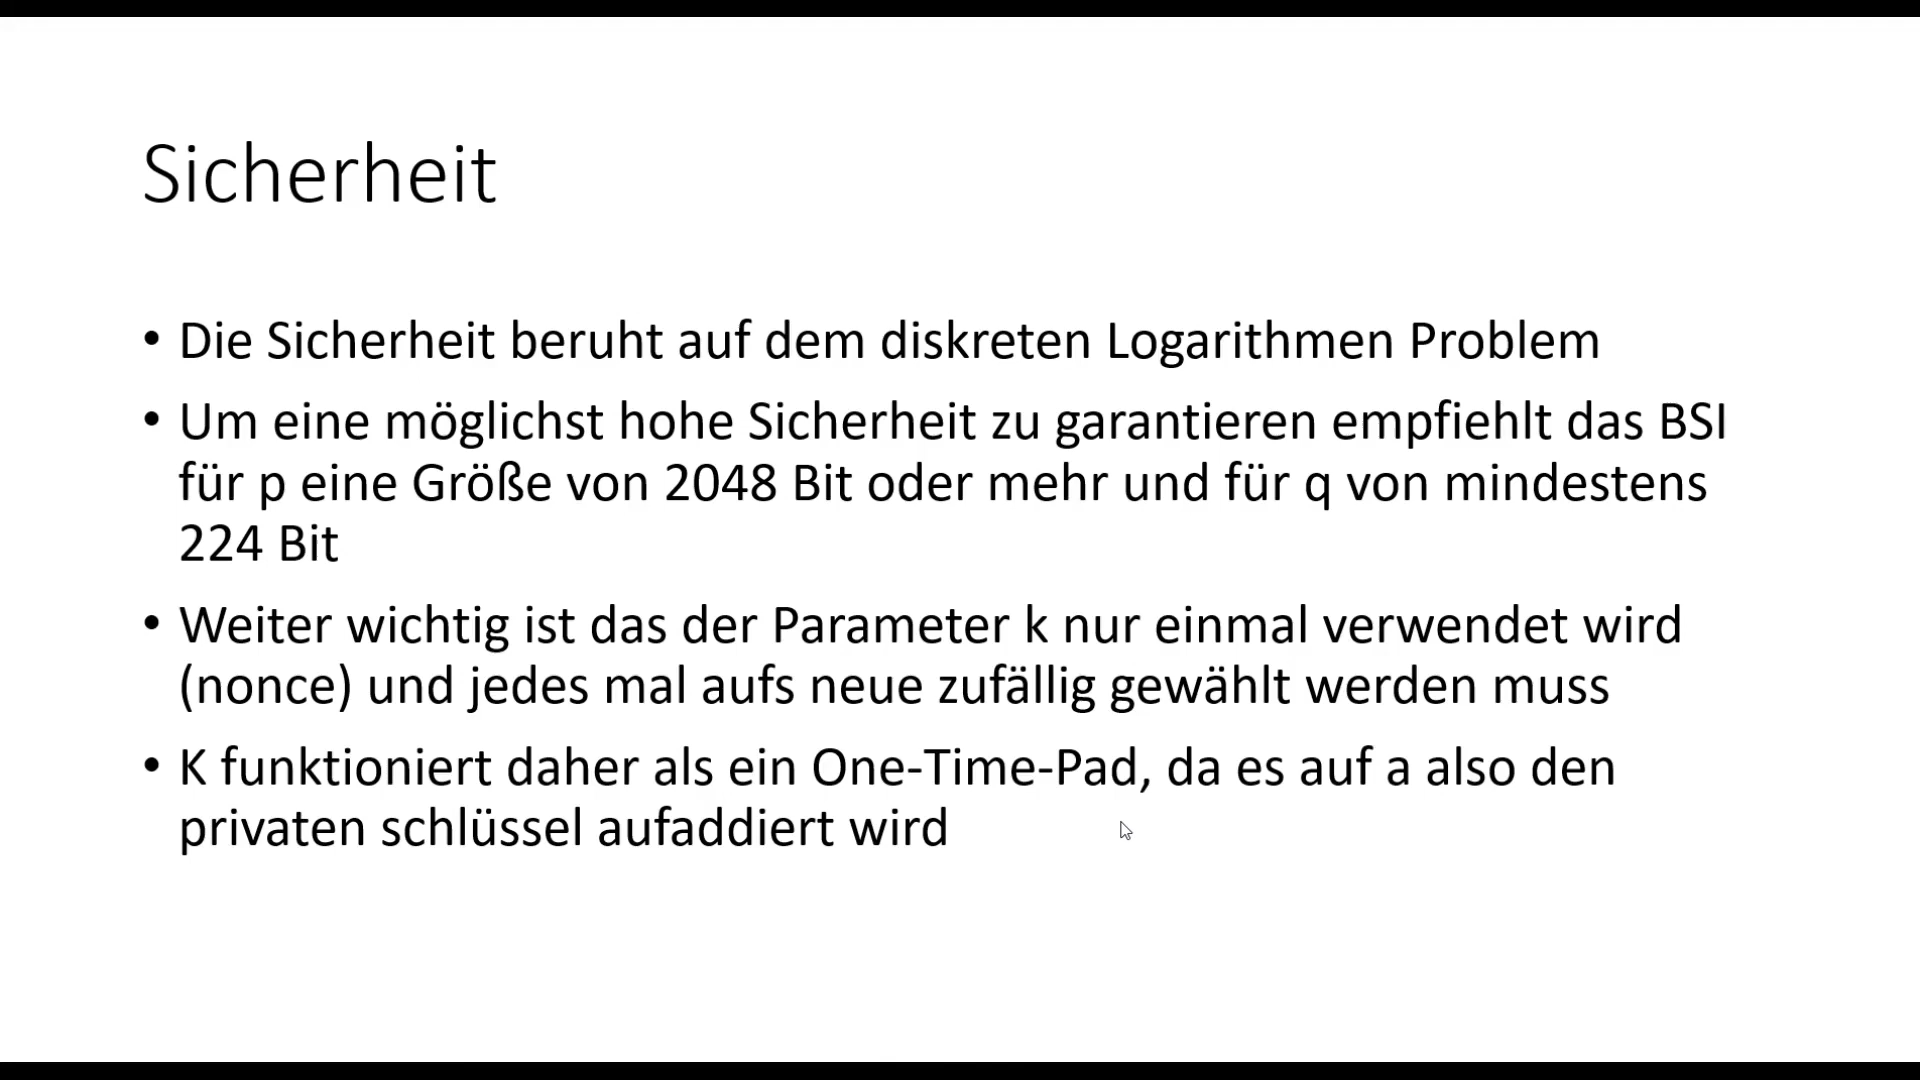 Sicherheit
• Die Sicherheit beruht auf dem diskreten Logarithmen Problem
• Um eine möglichst hohe Sicherheit zu garantieren empfiehlt das BSI
für p eine Größe von 2048 Bit oder mehr und für q von mindestens
224 Bit
• Weiter wichtig ist das der Parameter k nur einmal verwendet wird
(nonce) und jedes mal aufs neue zufällig gewählt werden muss
• K funktioniert daher als ein One-Time-Pad, da es auf a also den
privaten schlüssel aufaddiert wird